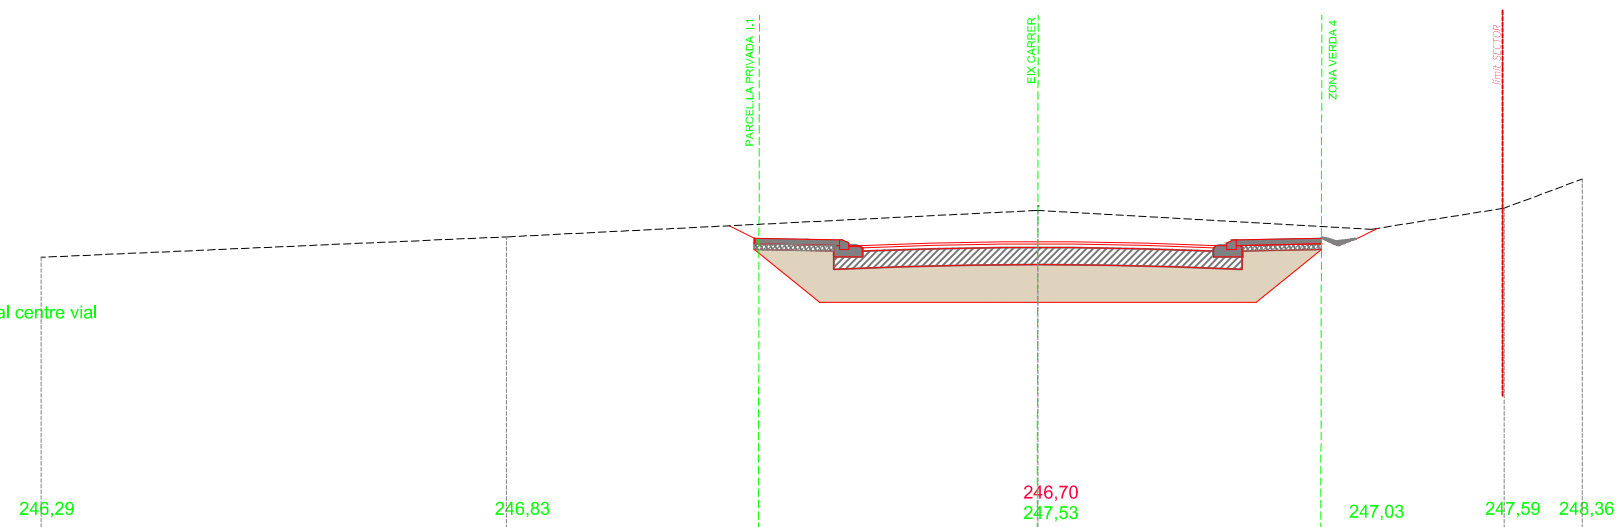 PARCEL.LA PRIVADA 1.1
EIX CARRER
ZONA VERDA 4
límit SECTOR
al centre vial
246,29
246,83
246,70
247,53
247,03
247,59
248,36